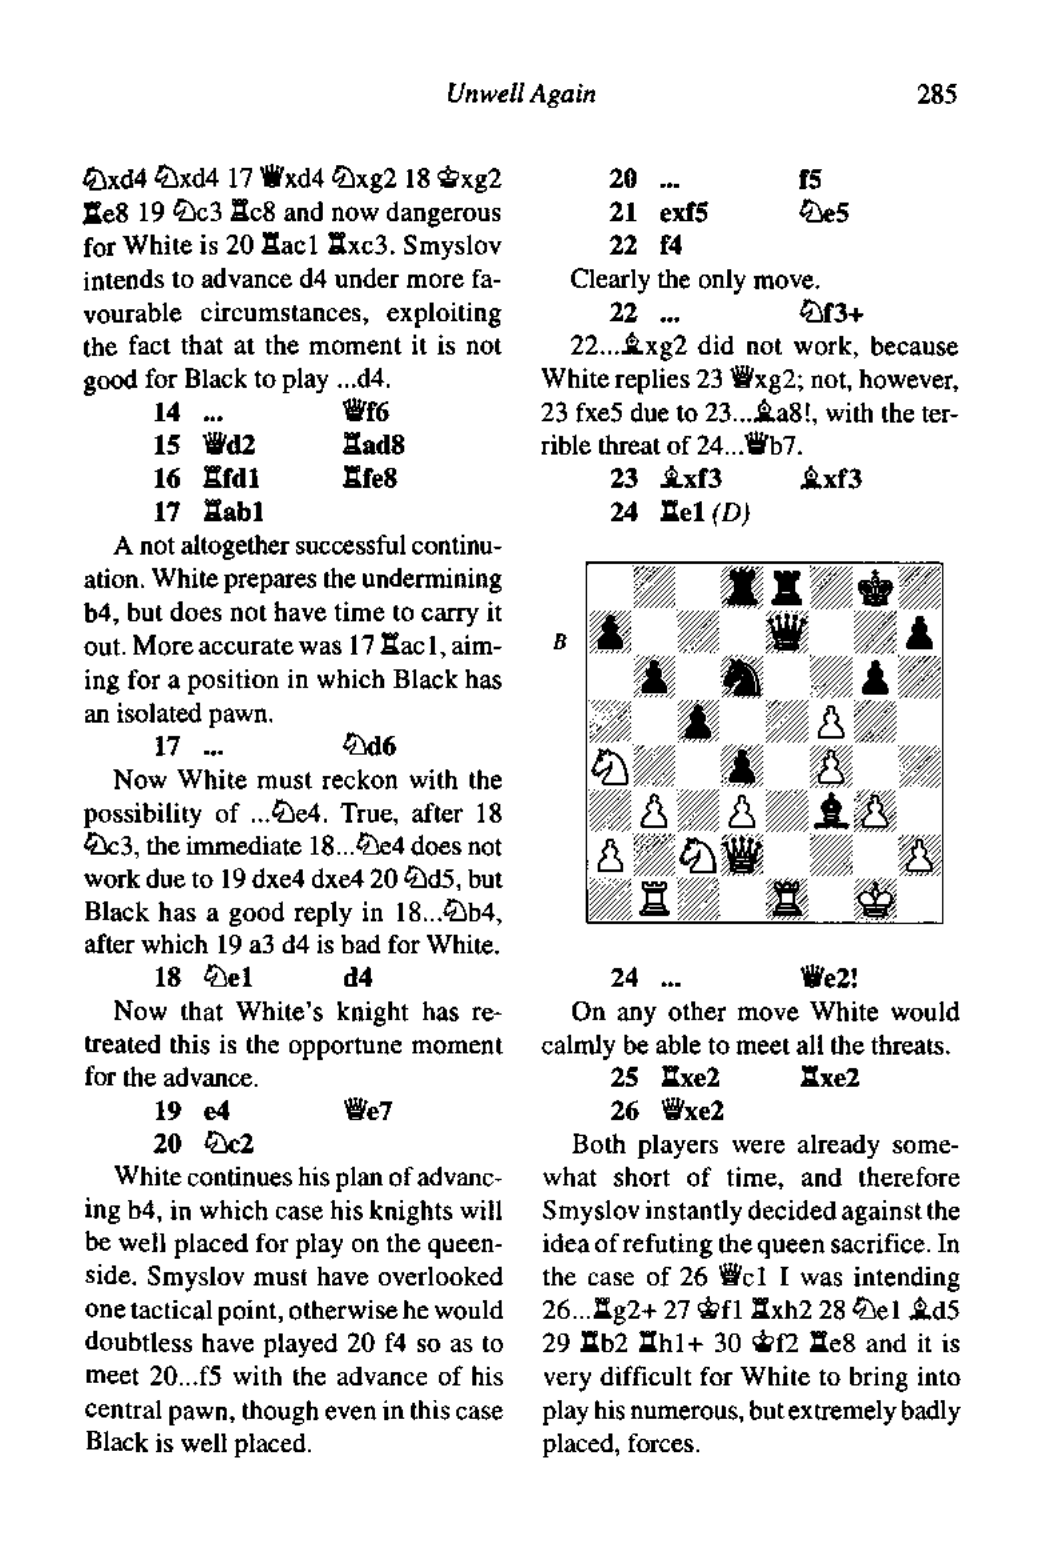 Unwell Again
285
♘xd4 ♘xd4 17 ♕xd4 ♘xg2 18 ♔xg2
♖e8 19 ♘c3 ♖c8 and now dangerous
for White is 20 ♖ac1 ♖xc3. Smyslov
intends to advance d4 under more fa-
vourable circumstances, exploiting
the fact that at the moment it is not
good for Black to play ...d4.
14 ... ♕f6
15 ♕d2 ♖ad8
16 ♖fd1 ♖fe8
17 ♖ab1
A not altogether successful continu-
ation. White prepares the undermining
b4, but does not have time to carry it
out. More accurate was 17 ♖ac1, aim-
ing for a position in which Black has
an isolated pawn.
17 ... ♘d6
Now White must reckon with the
possibility of ...♘e4. True, after 18
♘c3, the immediate 18...♘e4 does not
work due to 19 dxe4 dxe4 20 ♘d5, but
Black has a good reply in 18...♘b4,
after which 19 a3 d4 is bad for White.
18 ♘e1 d4
Now that White's knight has re-
treated this is the opportune moment
for the advance.
19 e4 ♕e7
20 ♘c2
White continues his plan of advanc-
ing b4, in which case his knights will
be well placed for play on the queen-
side. Smyslov must have overlooked
one tactical point, otherwise he would
doubtless have played 20 f4 so as to
meet 20...f5 with the advance of his
central pawn, though even in this case
Black is well placed.
20 ... f5
21 exf5 ♘e5
22 f4
Clearly the only move.
22 ... ♘f3+
22...♗xg2 did not work, because
White replies 23 ♕xg2; not, however,
23 fxe5 due to 23...♗a8!, with the ter-
rible threat of 24...♕b7.
23 ♗xf3 ♗xf3
24 ♖e1 (D)
B
24 ... ♕e2!
On any other move White would
calmly be able to meet all the threats.
25 ♖xe2 ♖xe2
26 ♕xe2
Both players were already some-
what short of time, and therefore
Smyslov instantly decided against the
idea of refuting the queen sacrifice. In
the case of 26 ♕c1 I was intending
26...♖g2+ 27 ♔f1 ♖xh2 28 ♘e1 ♗d5
29 ♖b2 ♖h1+ 30 ♔f2 ♖e8 and it is
very difficult for White to bring into
play his numerous, but extremely badly
placed, forces.